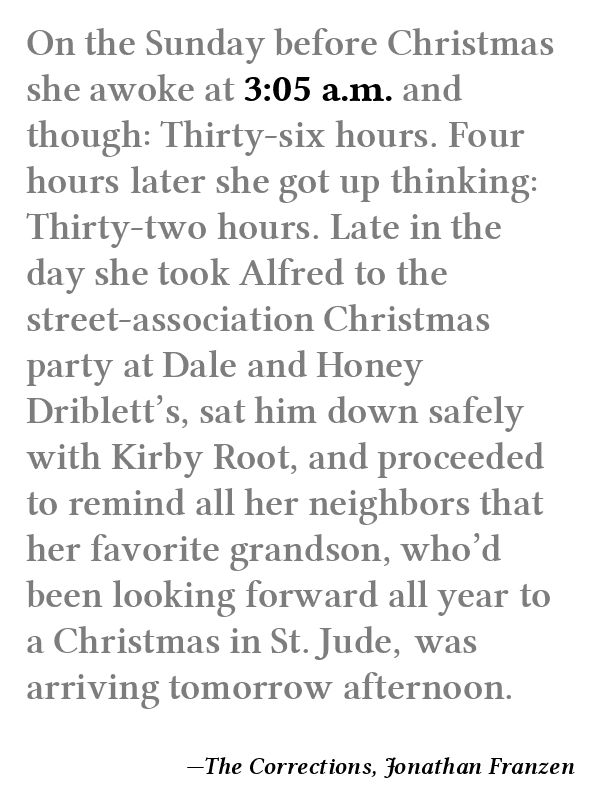 On the Sunday before Christmas
she awoke at 3:05 a.m. and
though: Thirty-six hours. Four
hours later she got up thinking:
Thirty-two hours. Late in the
day she took Alfred to the
street-association Christmas
party at Dale and Honey
Driblett’s, sat him down safely
with Kirby Root, and proceeded
to remind all her neighbors that
her favorite grandson, who’d
been looking forward all year to
a Christmas in St. Jude, was
arriving tomorrow afternoon.
—The Corrections, Jonathan Franzen